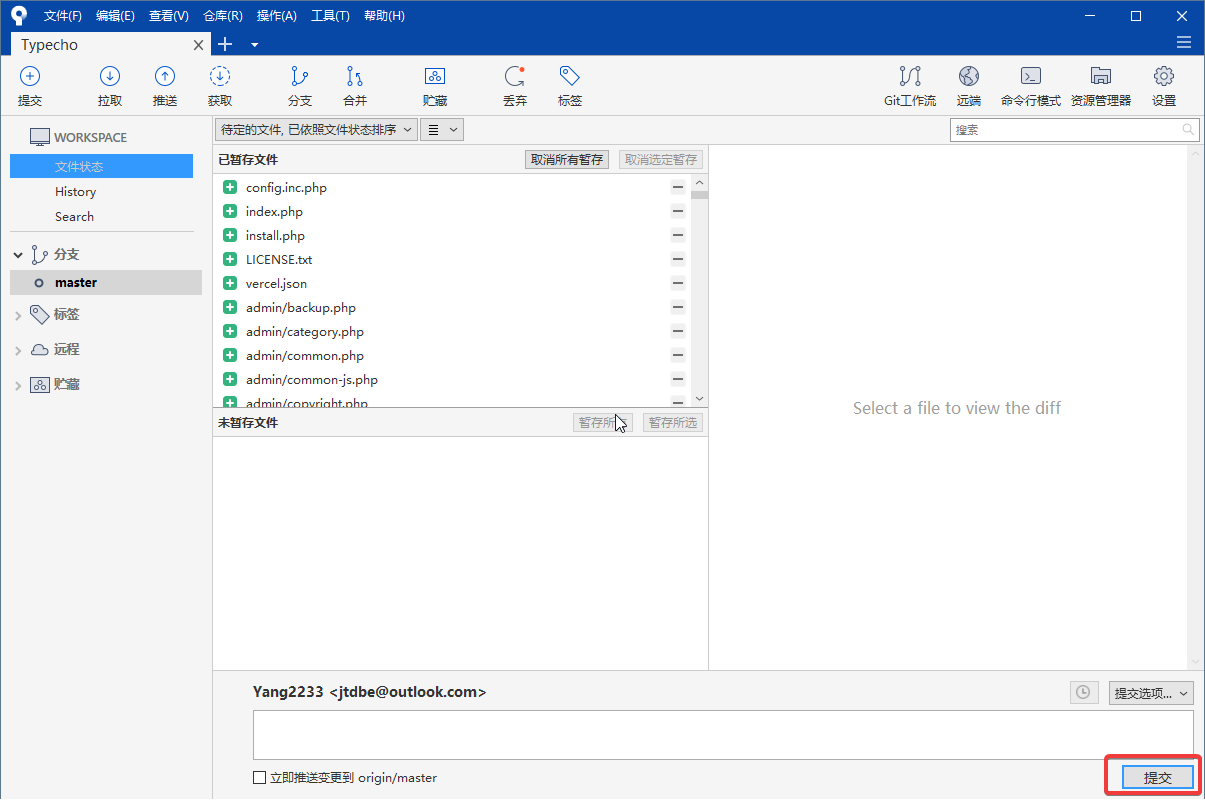 文件(F) 编辑(E) 查看(V) 仓库(R) 操作(A) 工具(T) 帮助(H)
Typecho
提交 拉取 推送 获取 分支 合并 贮藏 丢弃 标签 Git工作流 远端 命令行模式 资源管理器 设置
WORKSPACE
文件状态
History
Search
分支
master
标签
远程
贮藏
待定的文件, 已依照文件状态排序
搜索
已暂存文件 取消所有暂存 取消选定暂存
config.inc.php
index.php
install.php
LICENSE.txt
vercel.json
admin/backup.php
admin/category.php
admin/common.php
admin/common-js.php
admin/copyright.php
未暂存文件 暂存所 暂存所选
Select a file to view the diff
Yang2233 <jtdbe@outlook.com>
提交选项...
立即推送变更到 origin/master
提交